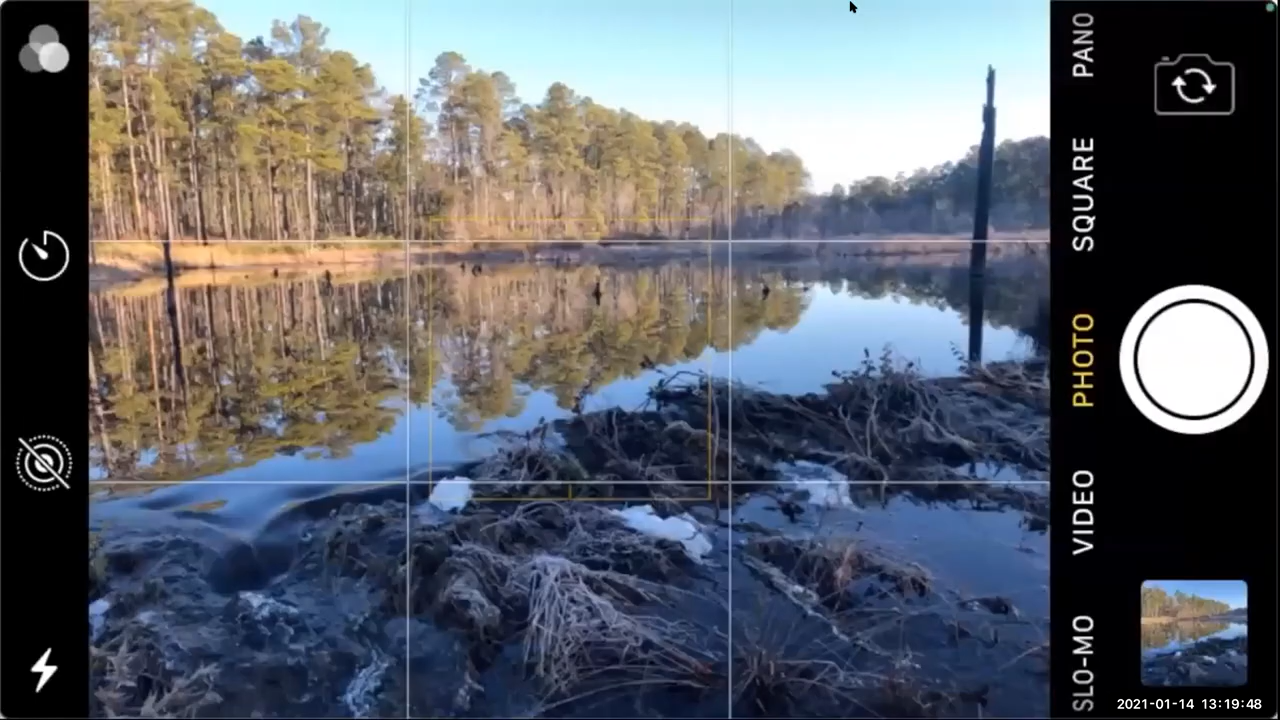 PANO
SQUARE
PHOTO
VIDEO
SLO-MO
2021-01-14 13:19:48